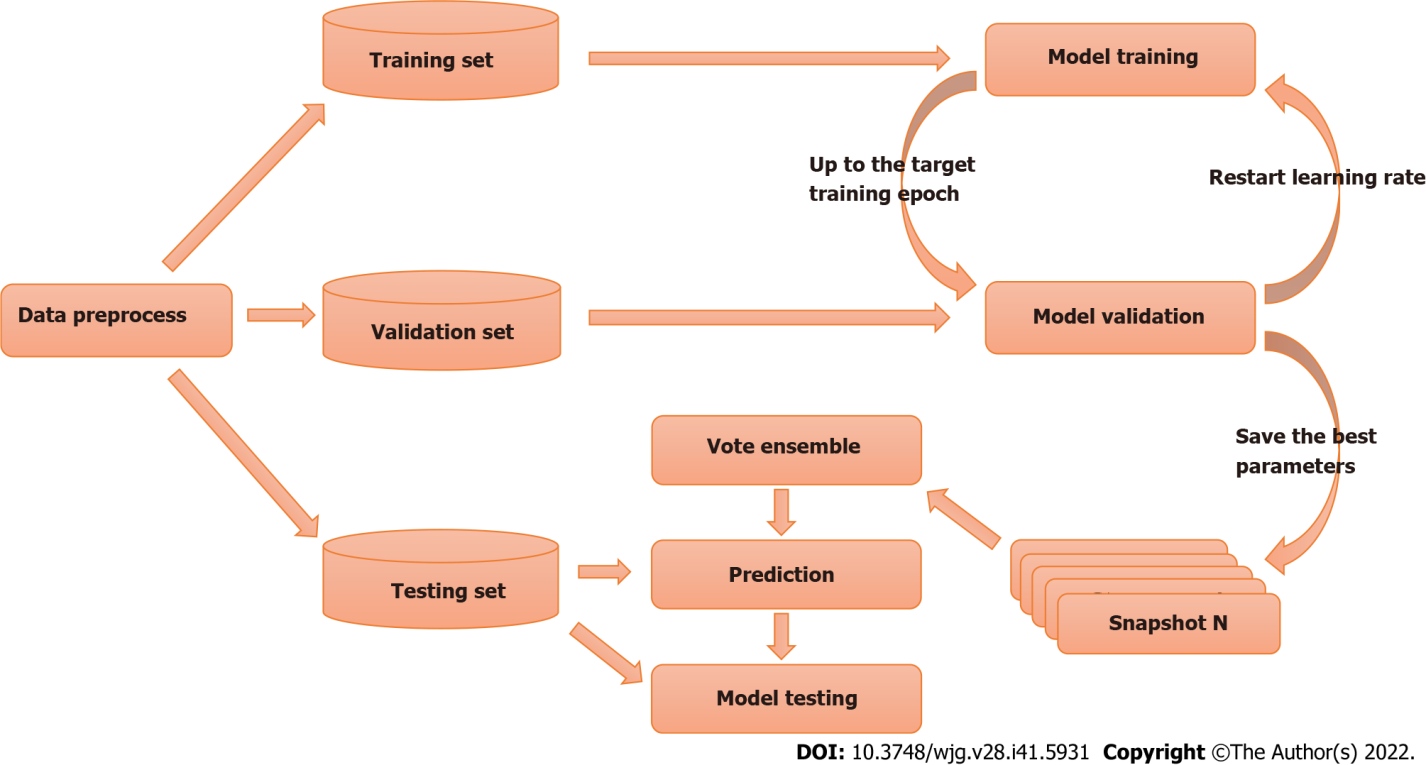 Training set
Model training
Up to the target
training epoch
Restart learning rate
Data preprocess
Validation set
Model validation
Vote ensemble
Save the best
parameters
Testing set
Prediction
Snapshot N
Model testing
DOI: 10.3748/wjg.v28.i41.5931 Copyright ©The Author(s) 2022.